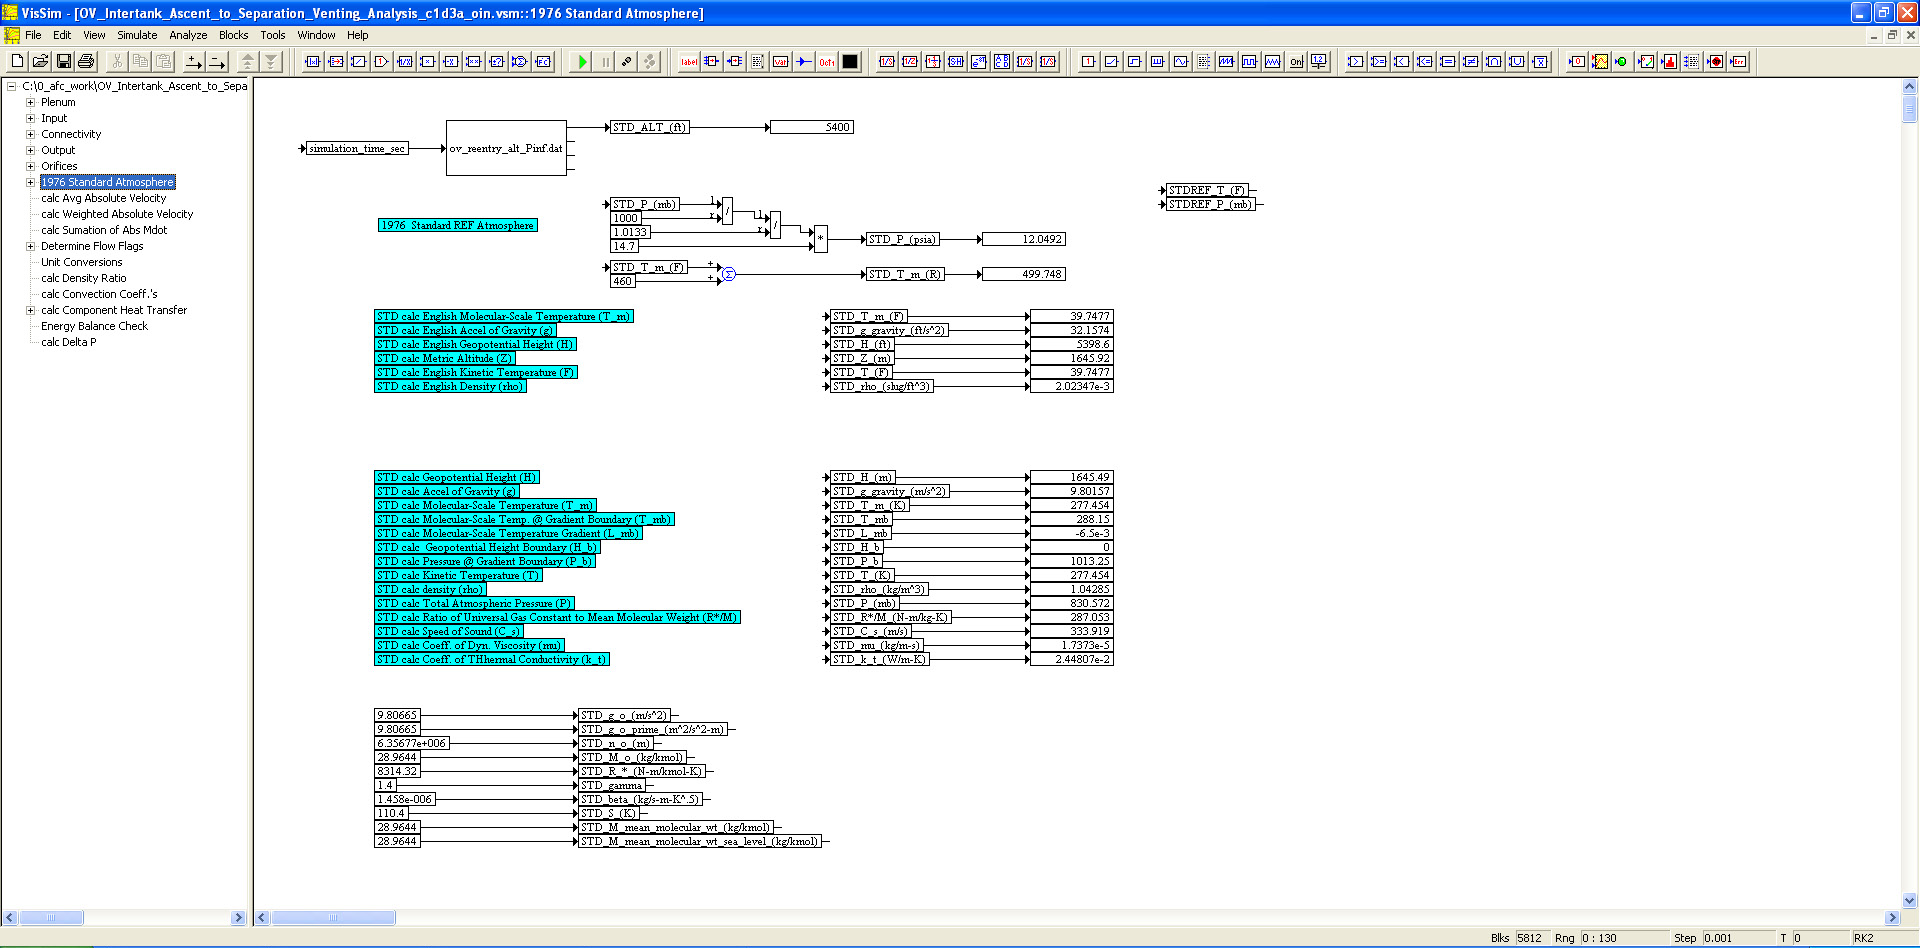 VisSim - [OV_Intertank_Ascent_to_Separation_Venting_Analysis_c1d3a_oin.vsm::1976 Standard Atmosphere]
File Edit View Simulate Analyze Blocks Tools Window Help
C:\0_afc_work\OV_Intertank_Ascent_to_Sepa
Plenum
Input
Connectivity
Output
Orifices
1976 Standard Atmosphere
calc Avg Absolute Velocity
calc Weighted Absolute Velocity
calc Sumation of Abs Mdot
Determine Flow Flags
Unit Conversions
calc Density Ratio
calc Convection Coeff.'s
calc Component Heat Transfer
Energy Balance Check
calc Delta P
simulation_time_sec ov_reentry_alt_Pinf.dat STD_ALT_(ft) 5400
STDREF_T_(F)
STDREF_P_(mb)
1976 Standard REF Atmosphere
STD_P_(mb) l r / l r /
1000
1.0133
14.7 * STD_P_(psia) 12.0492
STD_T_m_(F) + + Σ STD_T_m_(R) 499.748
460
STD calc English Molecular-Scale Temperature (T_m) STD_T_m_(F) 39.7477
STD calc English Accel of Gravity (g) STD_g_gravity_(ft/s^2) 32.1574
STD calc English Geopotential Height (H) STD_H_(ft) 5398.6
STD calc Metric Altitude (Z) STD_Z_(m) 1645.92
STD calc English Kinetic Temperature (F) STD_T_(F) 39.7477
STD calc English Density (rho) STD_rho_(slug/ft^3) 2.02347e-3
STD calc Geopotential Height (H) STD_H_(m) 1645.49
STD calc Accel of Gravity (g) STD_g_gravity_(m/s^2) 9.80157
STD calc Molecular-Scale Temperature (T_m) STD_T_m_(K) 277.454
STD calc Molecular-Scale Temp. @ Gradient Boundary (T_mb) STD_T_mb 288.15
STD calc Molecular-Scale Temperature Gradient (L_mb) STD_L_mb -6.5e-3
STD calc Geopotential Height Boundary (H_b) STD_H_b 0
STD calc Pressure @ Gradient Boundary (P_b) STD_P_b 1013.25
STD calc Kinetic Temperature (T) STD_T_(K) 277.454
STD calc density (rho) STD_rho_(kg/m^3) 1.04285
STD calc Total Atmospheric Pressure (P) STD_P_(mb) 830.572
STD calc Ratio of Universal Gas Constant to Mean Molecular Weight (R*/M) STD_R*/M_(N-m/kg-K) 287.053
STD calc Speed of Sound (C_s) STD_C_s_(m/s) 333.919
STD calc Coeff. of Dyn. Viscosity (mu) STD_mu_(kg/m-s) 1.7373e-5
STD calc Coeff. of THhermal Conductivity (k_t) STD_k_t_(W/m-K) 2.44807e-2
9.80665 STD_g_o_(m/s^2)
9.80665 STD_g_o_prime_(m^2/s^2-m)
6.35677e+006 STD_n_o_(m)
28.9644 STD_M_o_(kg/kmol)
8314.32 STD_R_*_(N-m/kmol-K)
1.4 STD_gamma
1.458e-006 STD_beta_(kg/s-m-K^.5)
110.4 STD_S_(K)
28.9644 STD_M_mean_molecular_wt_(kg/kmol)
28.9644 STD_M_mean_molecular_wt_sea_level_(kg/kmol)
Blks 5812 Rng 0 : 130 Step 0.001 T 0 RK2